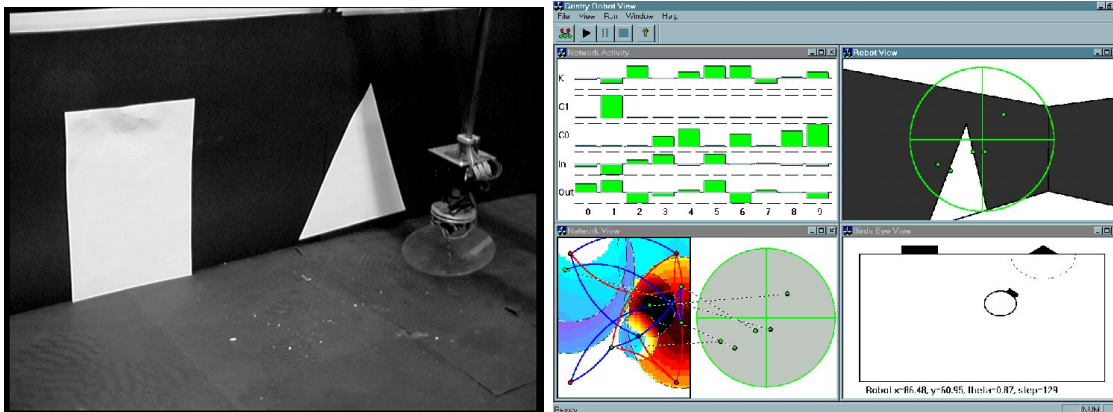 Gantry Robot View
File View Run Window Help
Network Activity
K
C1
C0
In
Out
0 1 2 3 4 5 6 7 8 9
Robot View
Network View
Birds Eye View
Robot x=86.48, y=60.95, theta=0.87, step=129
Ready
NUM